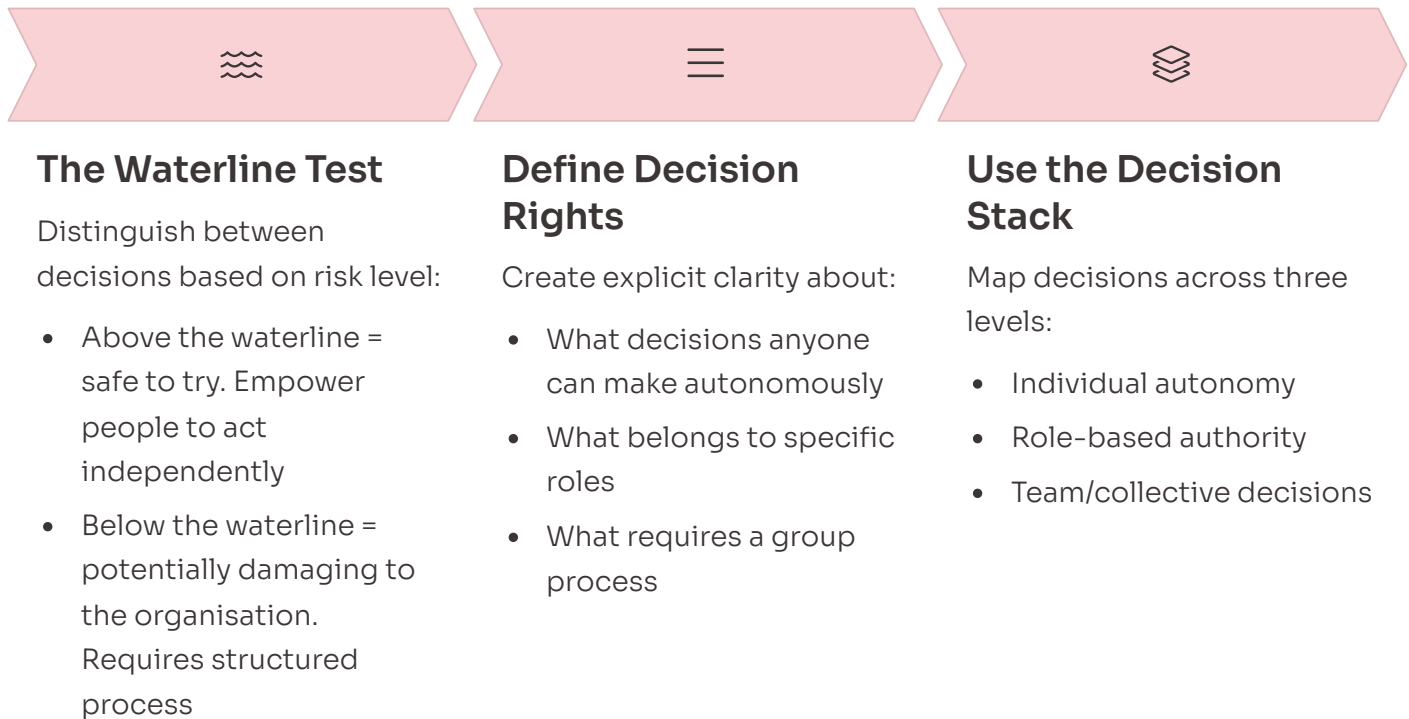 The Waterline Test
Distinguish between
decisions based on risk level:
• Above the waterline =
safe to try. Empower
people to act
independently
• Below the waterline =
potentially damaging to
the organisation.
Requires structured
process
Define Decision
Rights
Create explicit clarity about:
• What decisions anyone
can make autonomously
• What belongs to specific
roles
• What requires a group
process
Use the Decision
Stack
Map decisions across three
levels:
• Individual autonomy
• Role-based authority
• Team/collective decisions